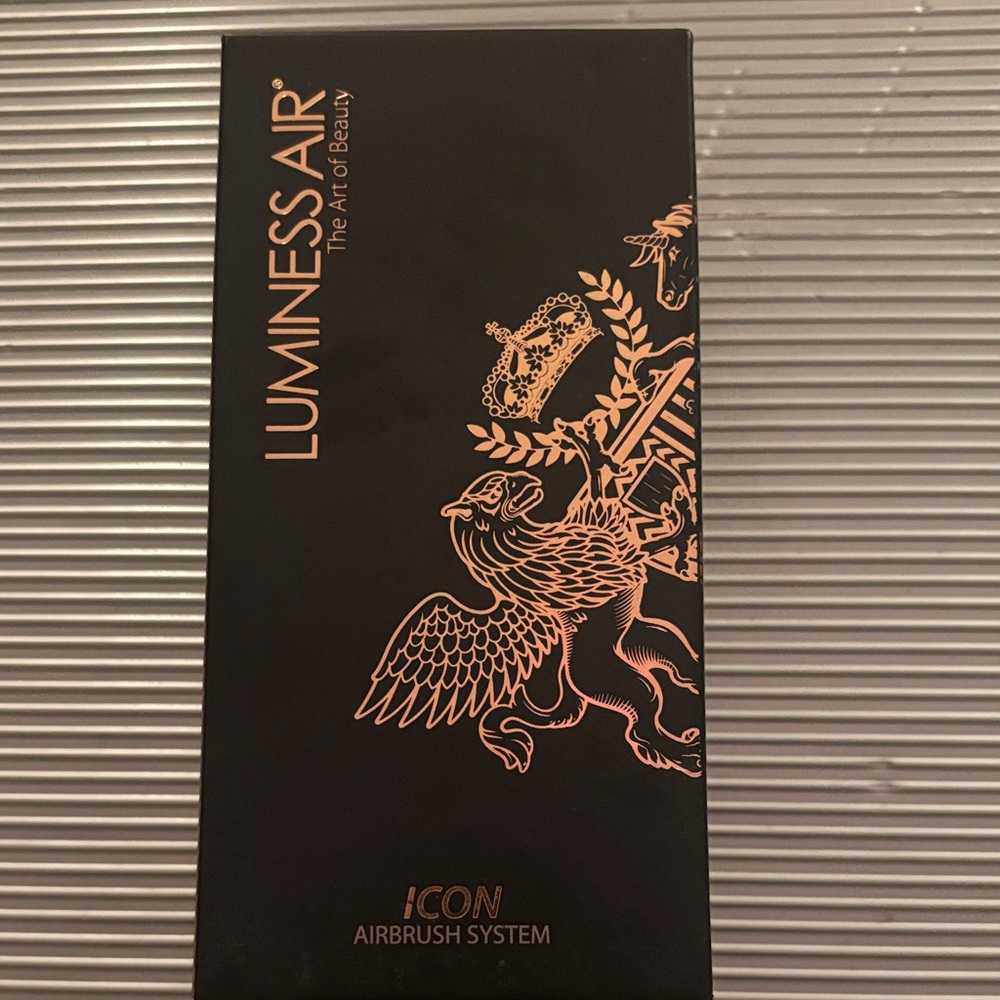 LUMINESS AIR®
The Art of Beauty
ICON
AIRBRUSH SYSTEM